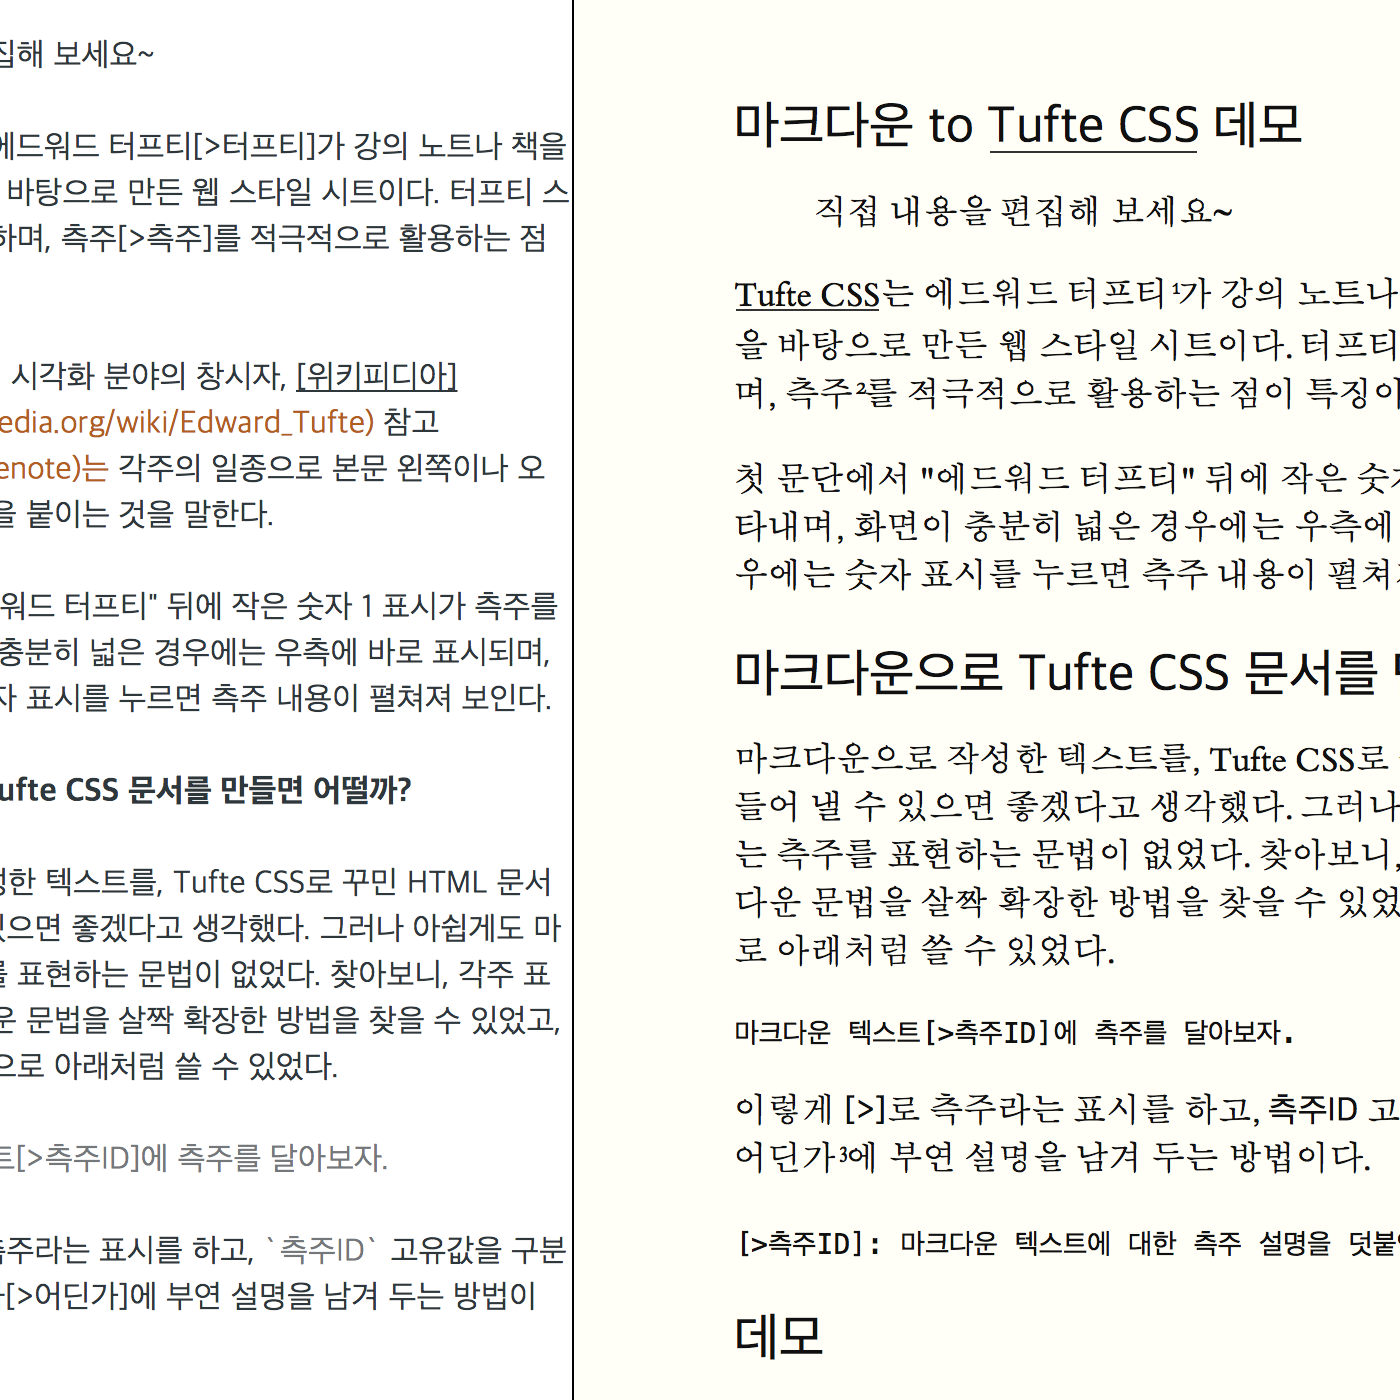 집해 보세요~
에드워드 터프티[>터프티]가 강의 노트나 책을
바탕으로 만든 웹 스타일 시트이다. 터프티 스
하며, 측주[>측주]를 적극적으로 활용하는 점
시각화 분야의 창시자, [위키피디아]
edia.org/wiki/Edward_Tufte) 참고
enote)는 각주의 일종으로 본문 왼쪽이나 오
을 붙이는 것을 말한다.
워드 터프티" 뒤에 작은 숫자 1 표시가 측주를
충분히 넓은 경우에는 우측에 바로 표시되며,
자 표시를 누르면 측주 내용이 펼쳐져 보인다.
ufte CSS 문서를 만들면 어떨까?
성한 텍스트를, Tufte CSS로 꾸민 HTML 문서
있으면 좋겠다고 생각했다. 그러나 아쉽게도 마
를 표현하는 문법이 없었다. 찾아보니, 각주 표
운 문법을 살짝 확장한 방법을 찾을 수 있었고,
으로 아래처럼 쓸 수 있었다.
트[>측주ID]에 측주를 달아보자.
측주라는 표시를 하고, `측주ID` 고유값을 구분
[>어딘가]에 부연 설명을 남겨 두는 방법이
마크다운 to Tufte CSS 데모
직접 내용을 편집해 보세요~
Tufte CSS는 에드워드 터프티¹가 강의 노트나
을 바탕으로 만든 웹 스타일 시트이다. 터프티
며, 측주²를 적극적으로 활용하는 점이 특징이
첫 문단에서 "에드워드 터프티" 뒤에 작은 숫자
타내며, 화면이 충분히 넓은 경우에는 우측에
우에는 숫자 표시를 누르면 측주 내용이 펼쳐져
마크다운으로 Tufte CSS 문서를
마크다운으로 작성한 텍스트를, Tufte CSS로
들어 낼 수 있으면 좋겠다고 생각했다. 그러나
는 측주를 표현하는 문법이 없었다. 찾아보니,
다운 문법을 살짝 확장한 방법을 찾을 수 있었
로 아래처럼 쓸 수 있었다.
마크다운 텍스트[>측주ID]에 측주를 달아보자.
이렇게 [>]로 측주라는 표시를 하고, 측주ID 고
어딘가³에 부연 설명을 남겨 두는 방법이다.
[>측주ID]: 마크다운 텍스트에 대한 측주 설명을 덧붙
데모